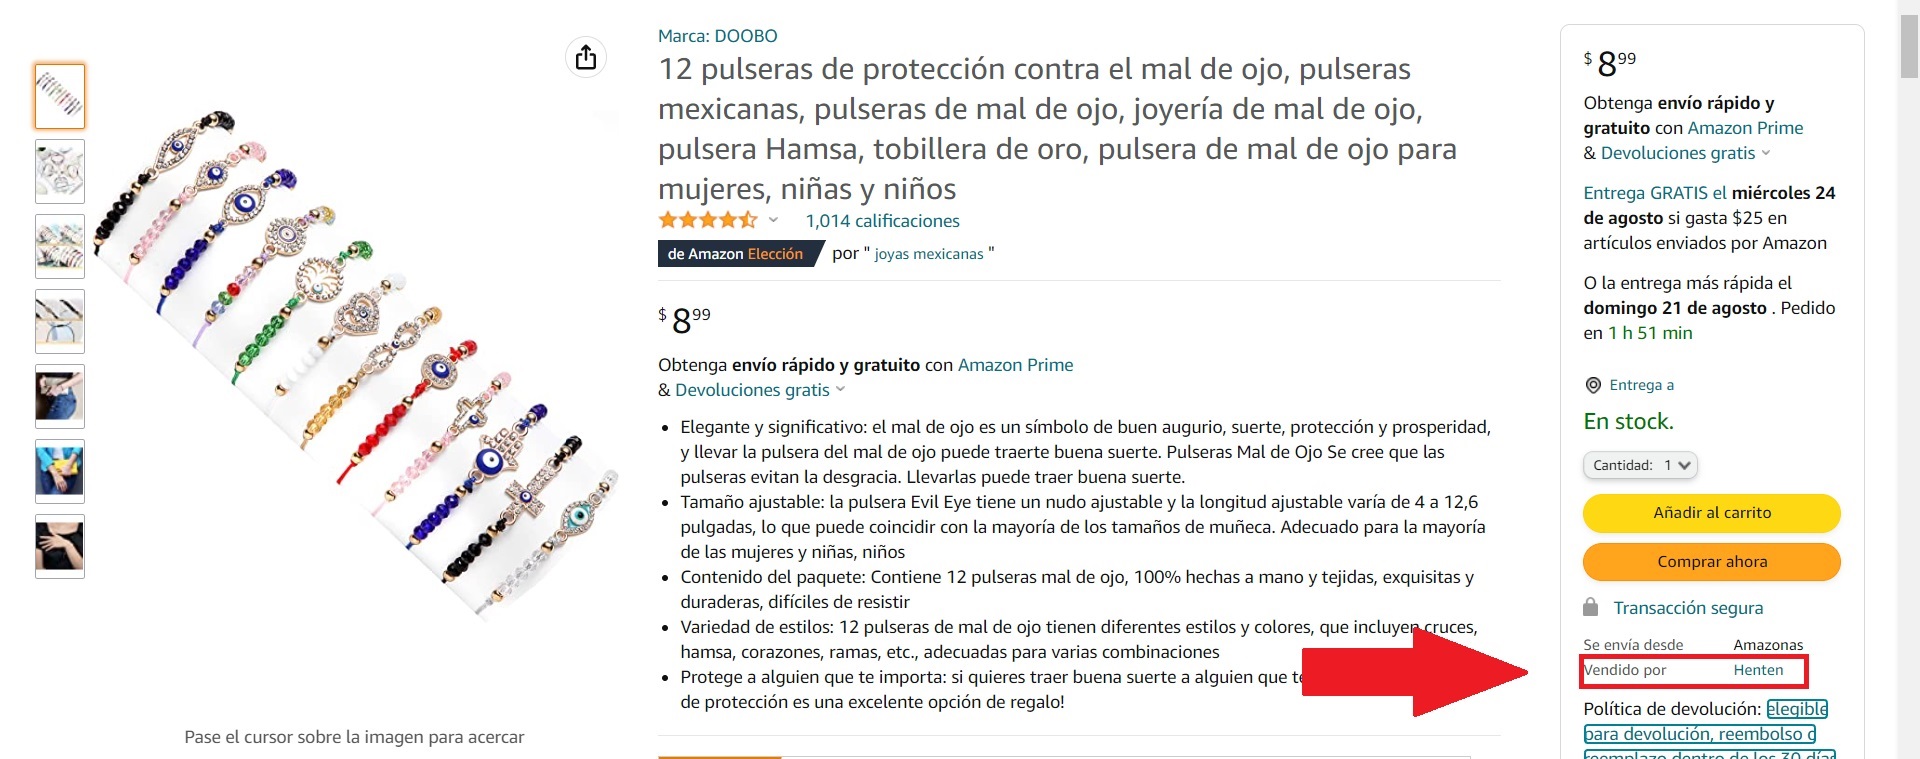 Marca: DOOBO
12 pulseras de protección contra el mal de ojo, pulseras
mexicanas, pulseras de mal de ojo, joyería de mal de ojo,
pulsera Hamsa, tobillera de oro, pulsera de mal de ojo para
mujeres, niñas y niños
1,014 calificaciones
de Amazon Elección por " joyas mexicanas "
$ 8 99
Obtenga envío rápido y gratuito con Amazon Prime
& Devoluciones gratis
• Elegante y significativo: el mal de ojo es un símbolo de buen augurio, suerte, protección y prosperidad,
y llevar la pulsera del mal de ojo puede traerte buena suerte. Pulseras Mal de Ojo Se cree que las
pulseras evitan la desgracia. Llevarlas puede traer buena suerte.
• Tamaño ajustable: la pulsera Evil Eye tiene un nudo ajustable y la longitud ajustable varía de 4 a 12,6
pulgadas, lo que puede coincidir con la mayoría de los tamaños de muñeca. Adecuado para la mayoría
de las mujeres y niñas, niños
• Contenido del paquete: Contiene 12 pulseras mal de ojo, 100% hechas a mano y tejidas, exquisitas y
duraderas, difíciles de resistir
• Variedad de estilos: 12 pulseras de mal de ojo tienen diferentes estilos y colores, que incluyen cruces,
hamsa, corazones, ramas, etc., adecuadas para varias combinaciones
• Protege a alguien que te importa: si quieres traer buena suerte a alguien que
de protección es una excelente opción de regalo!
Pase el cursor sobre la imagen para acercar
$ 8 99
Obtenga envío rápido y
gratuito con Amazon Prime
& Devoluciones gratis
Entrega GRATIS el miércoles 24
de agosto si gasta $25 en
artículos enviados por Amazon
O la entrega más rápida el
domingo 21 de agosto . Pedido
en 1 h 51 min
Entrega a
En stock.
Cantidad: 1
Añadir al carrito
Comprar ahora
Transacción segura
Se envía desde Amazonas
Vendido por Henten
Política de devolución: elegible
para devolución, reembolso o
reemplazo dentro de los 30 días